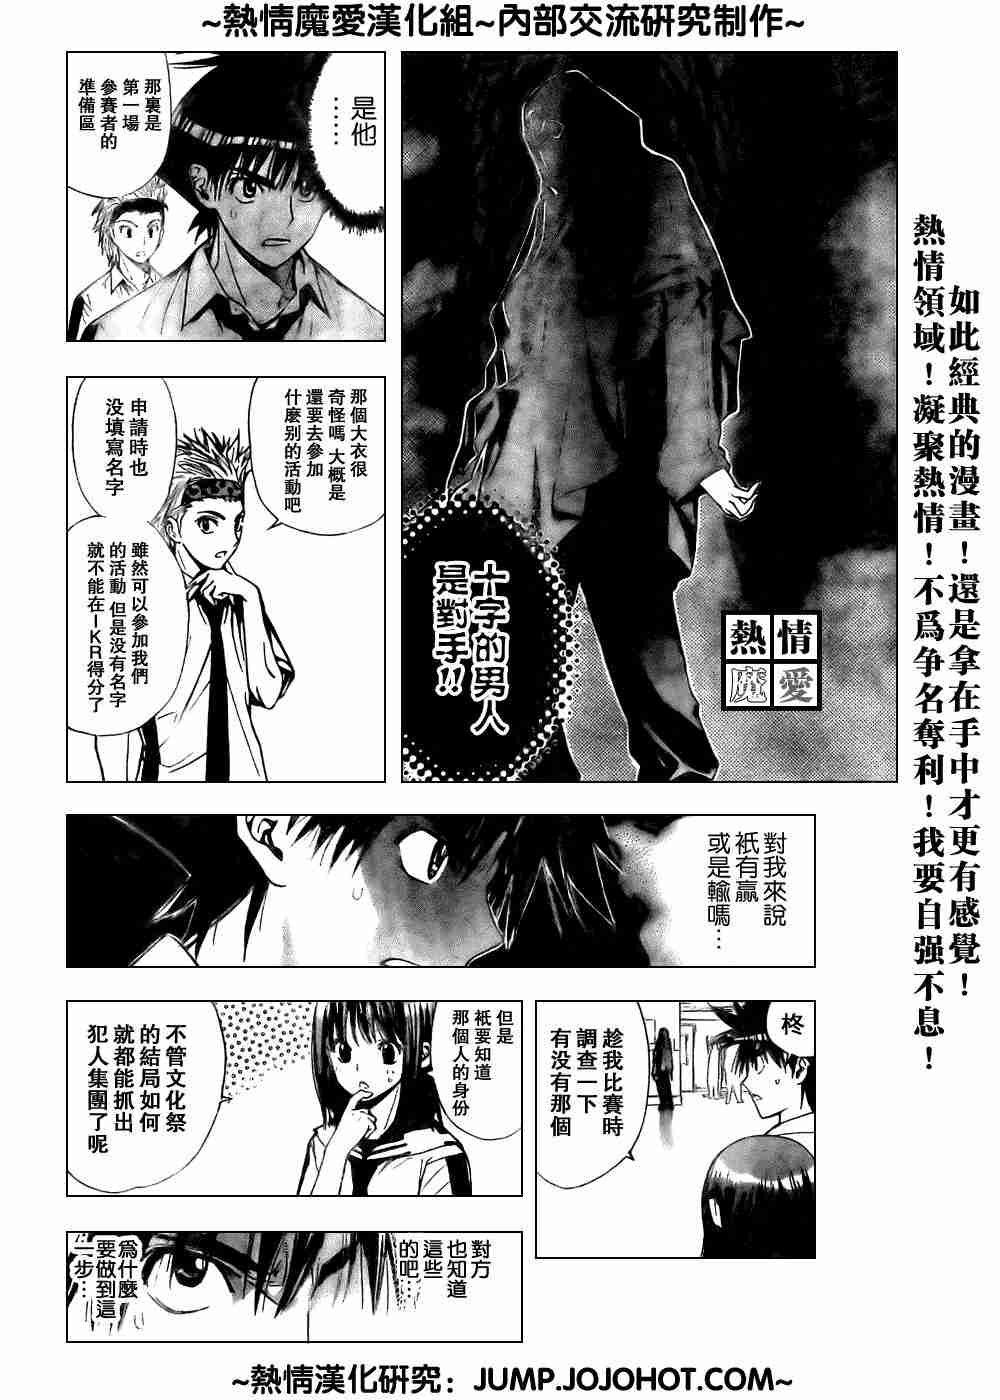 ~熱情魔愛漢化組~內部交流研究制作~
十字的男人
是對手!!
熱情
魔愛
是他
……
那裏是
第一場
參賽者的
準備區
那個大衣很
奇怪嗎 大概是
還要去參加
什麽别的活動吧
申請時也
没填寫名字
雖然可以參加我們
的活動 但是没有名字
就不能在IKR得分了
對我來說
衹有贏
或是輸嗎…
柊
趁我比賽時
調查一下
有没有那個
但是
衹要知道
那個人的身份
不管文化祭
的結局如何
就都能抓出
犯人集團了呢
對方
也知道
這些
的吧…
爲什麽
要做到這
一步…
如此經典的漫畫！還是拿在手中才更有感覺！
熱情領域！凝聚熱情！不爲争名奪利！我要自强不息！
~熱情漢化研究：JUMP.JOJOHOT.COM~